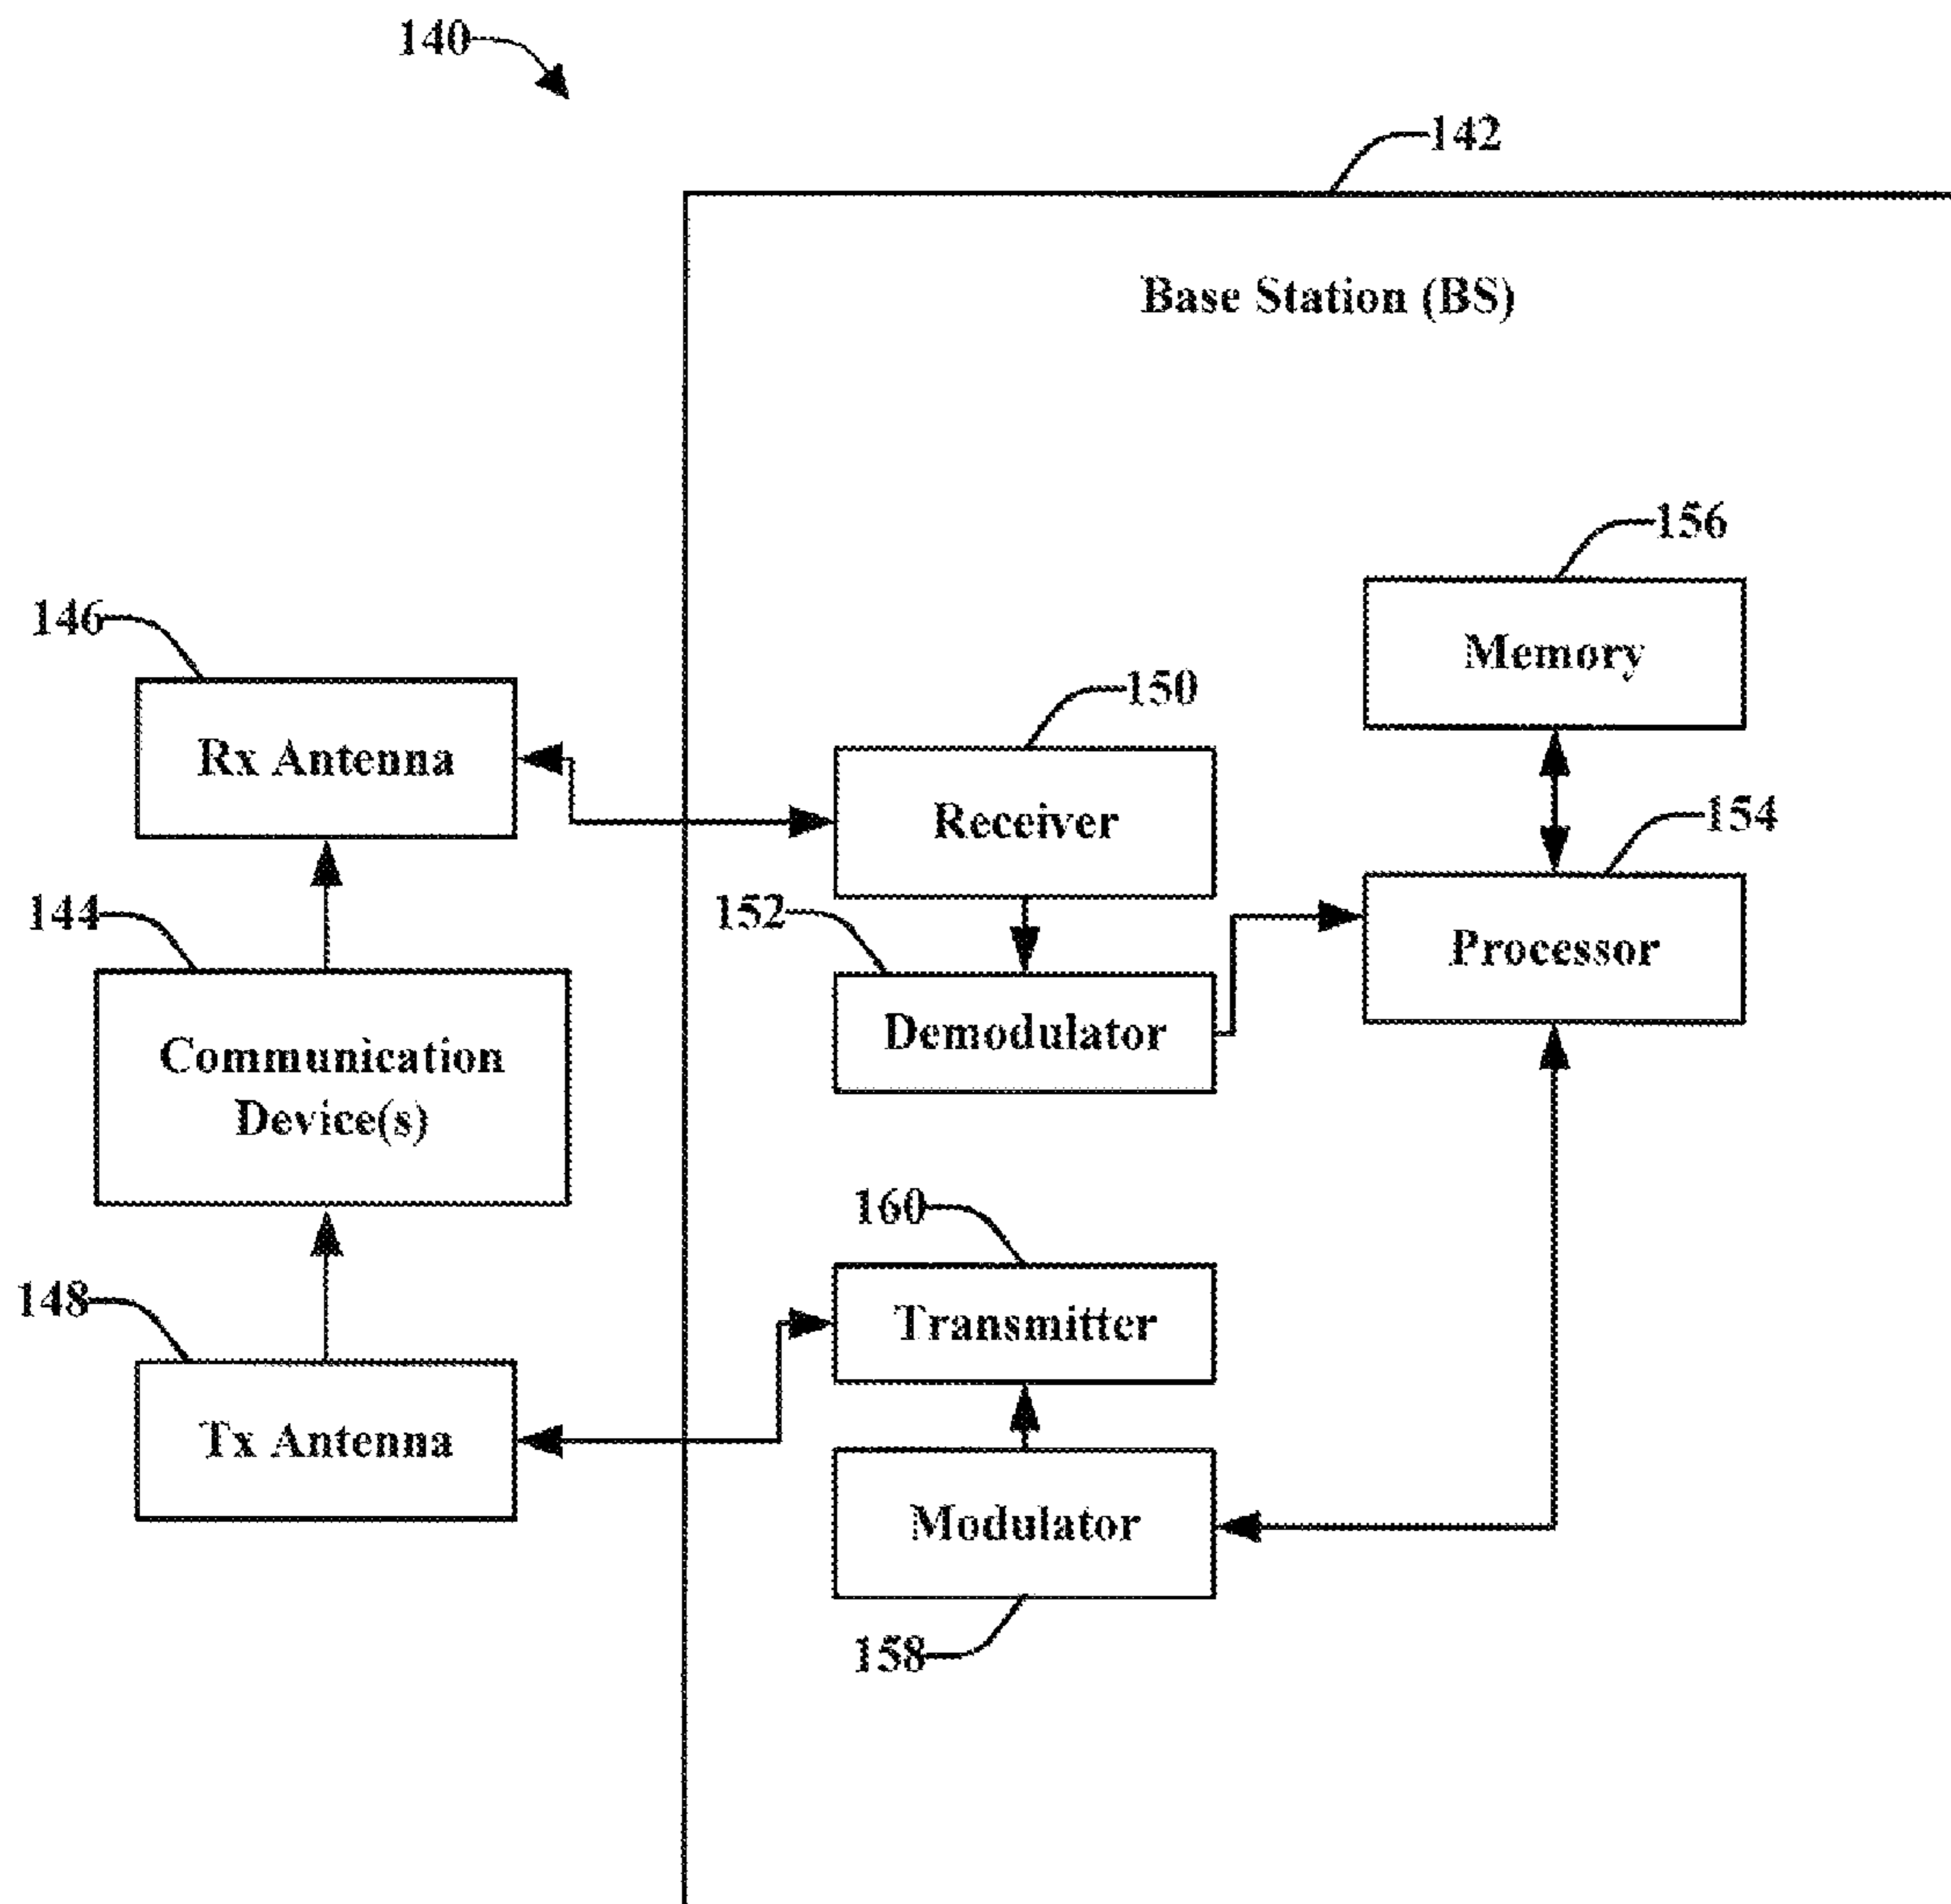 140
142
Base Station (BS)
156
Memory
146
Rx Antenna
150
Receiver
154
Processor
144
Communication
Device(s)
152
Demodulator
160
Transmitter
148
Tx Antenna
Modulator
158